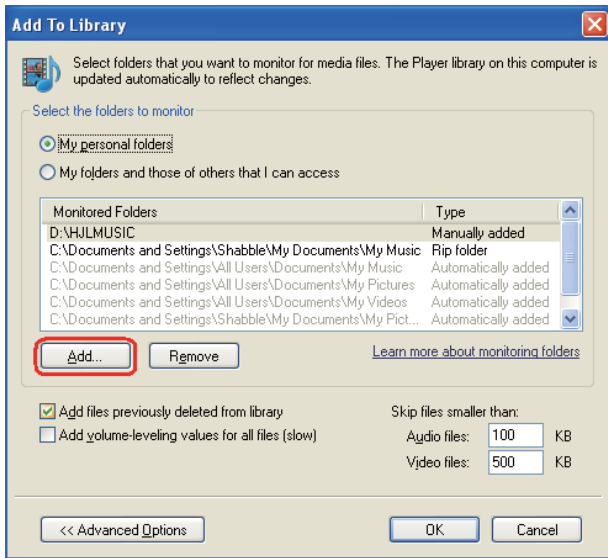 Add To Library
Select folders that you want to monitor for media files. The Player library on this computer is
updated automatically to reflect changes.
Select the folders to monitor
My personal folders
My folders and those of others that I can access
Monitored Folders Type
D:\HJLMUSIC Manually added
C:\Documents and Settings\Shabble\My Documents\My Music Rip folder
C:\Documents and Settings\All Users\Documents\My Music Automatically added
C:\Documents and Settings\All Users\Documents\My Pictures Automatically added
C:\Documents and Settings\All Users\Documents\My Videos Automatically added
C:\Documents and Settings\Shabble\My Documents\My Pict... Automatically added
Add... Remove Learn more about monitoring folders
Add files previously deleted from library Skip files smaller than:
Add volume-leveling values for all files (slow) Audio files: 100 KB
Video files: 500 KB
<< Advanced Options OK Cancel